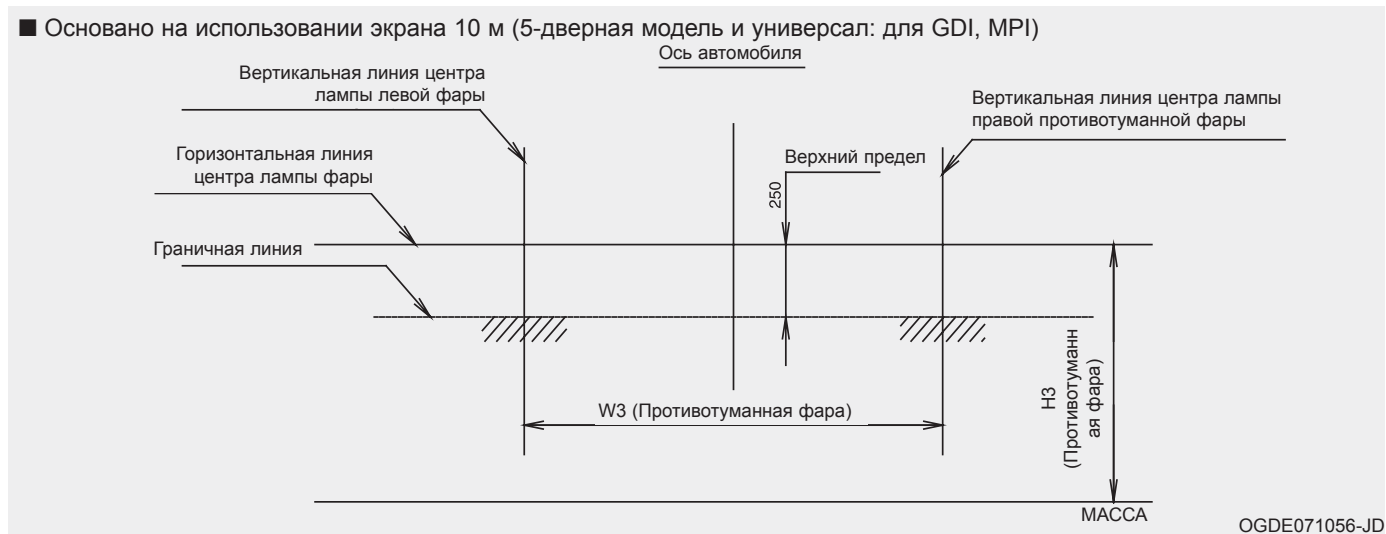 ■ Основано на использовании экрана 10 м (5-дверная модель и универсал: для GDI, MPI)
Ось автомобиля
Вертикальная линия центра
лампы левой фары
Вертикальная линия центра лампы
правой противотуманной фары
Горизонтальная линия
центра лампы фары
Верхний предел
250
Граничная линия
W3 (Противотуманная фара)
H3
(Противотуманн
ая фара)
МАССА
OGDE071056-JD